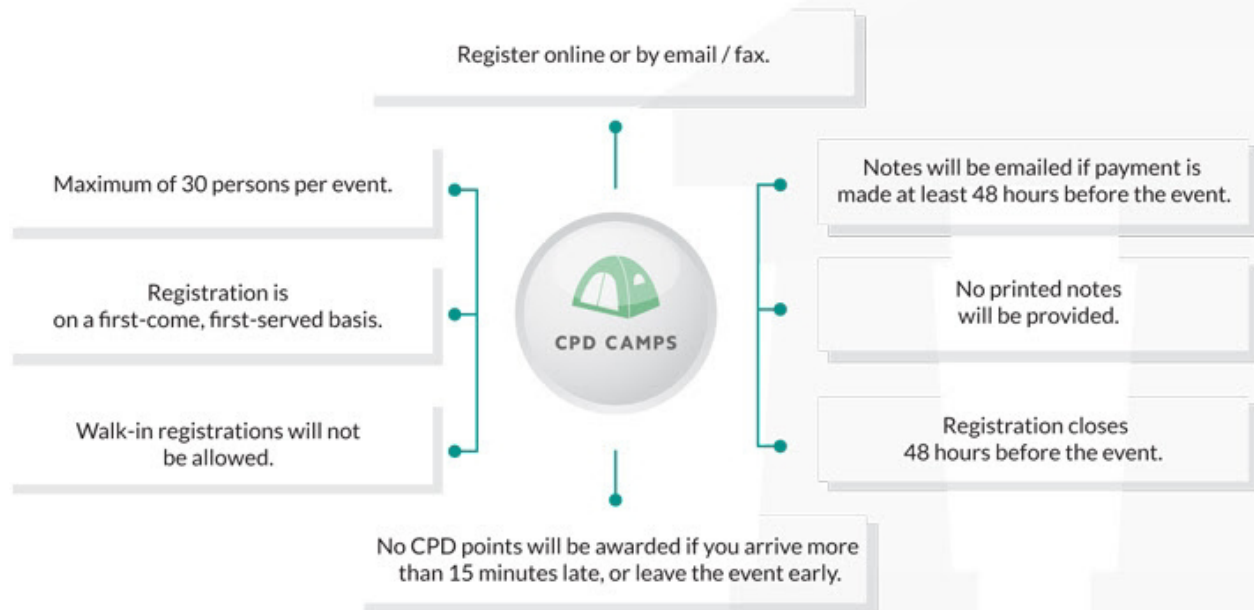 Register online or by email / fax.
Maximum of 30 persons per event.
Notes will be emailed if payment is
made at least 48 hours before the event.
Registration is
on a first-come, first-served basis.
CPD CAMPS
No printed notes
will be provided.
Walk-in registrations will not
be allowed.
Registration closes
48 hours before the event.
No CPD points will be awarded if you arrive more
than 15 minutes late, or leave the event early.